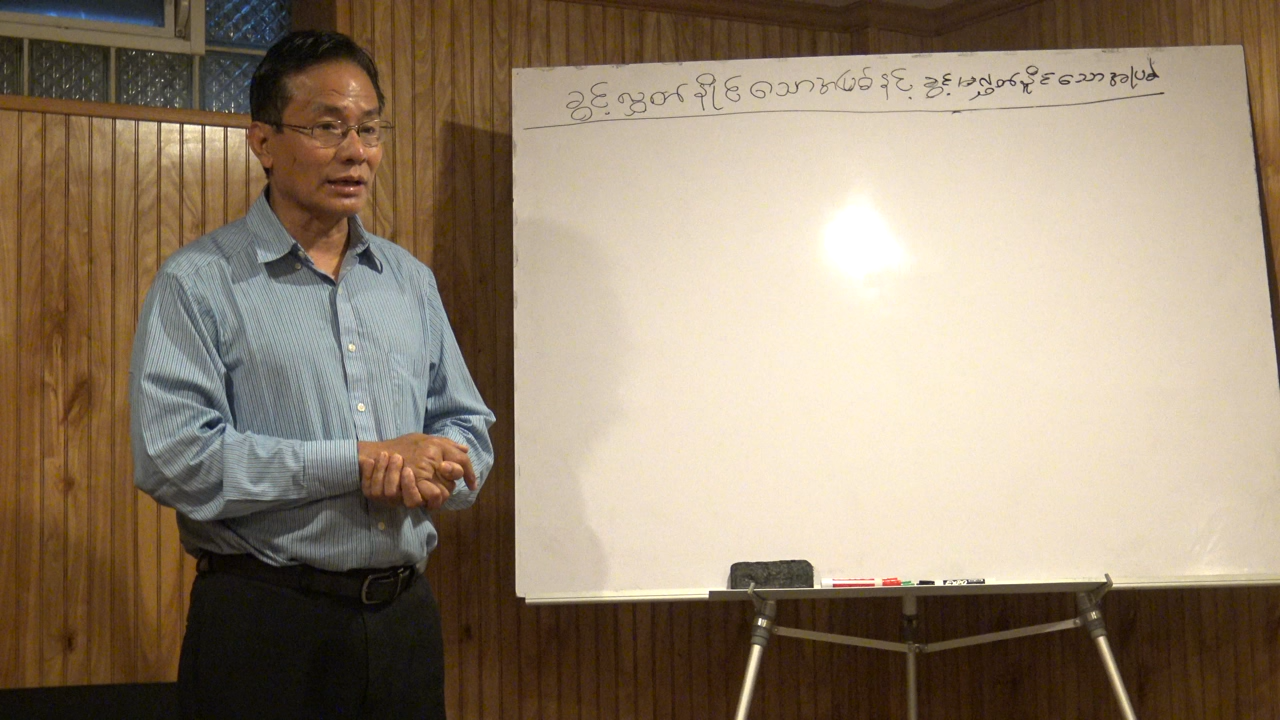 ခွင့်လွှတ်နိုင်သောအပြစ်နှင့် ခွင့်မလွှတ်နိုင်သောအပြစ်
EXPO